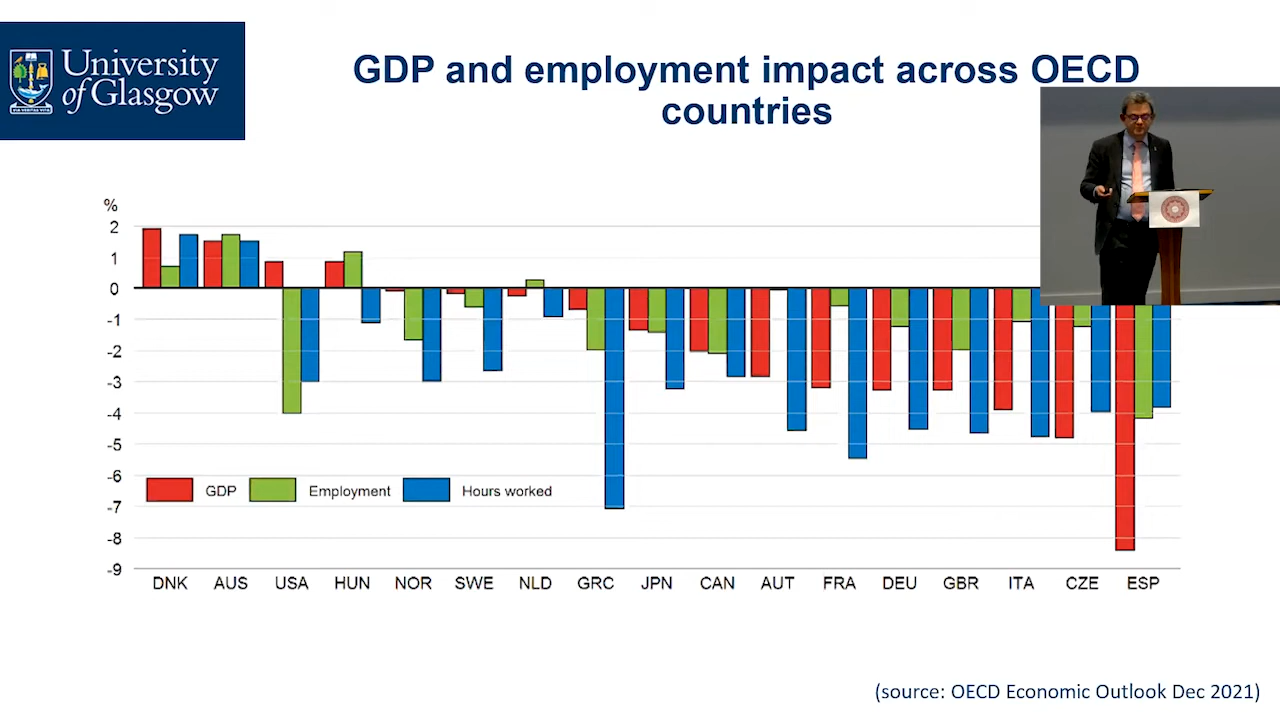 University
of Glasgow
GDP and employment impact across OECD
countries
%
2
1
0
-1
-2
-3
-4
-5
-6
-7
-8
-9
GDP
Employment
Hours worked
DNK AUS USA HUN NOR SWE NLD GRC JPN CAN AUT FRA DEU GBR ITA CZE ESP
(source: OECD Economic Outlook Dec 2021)